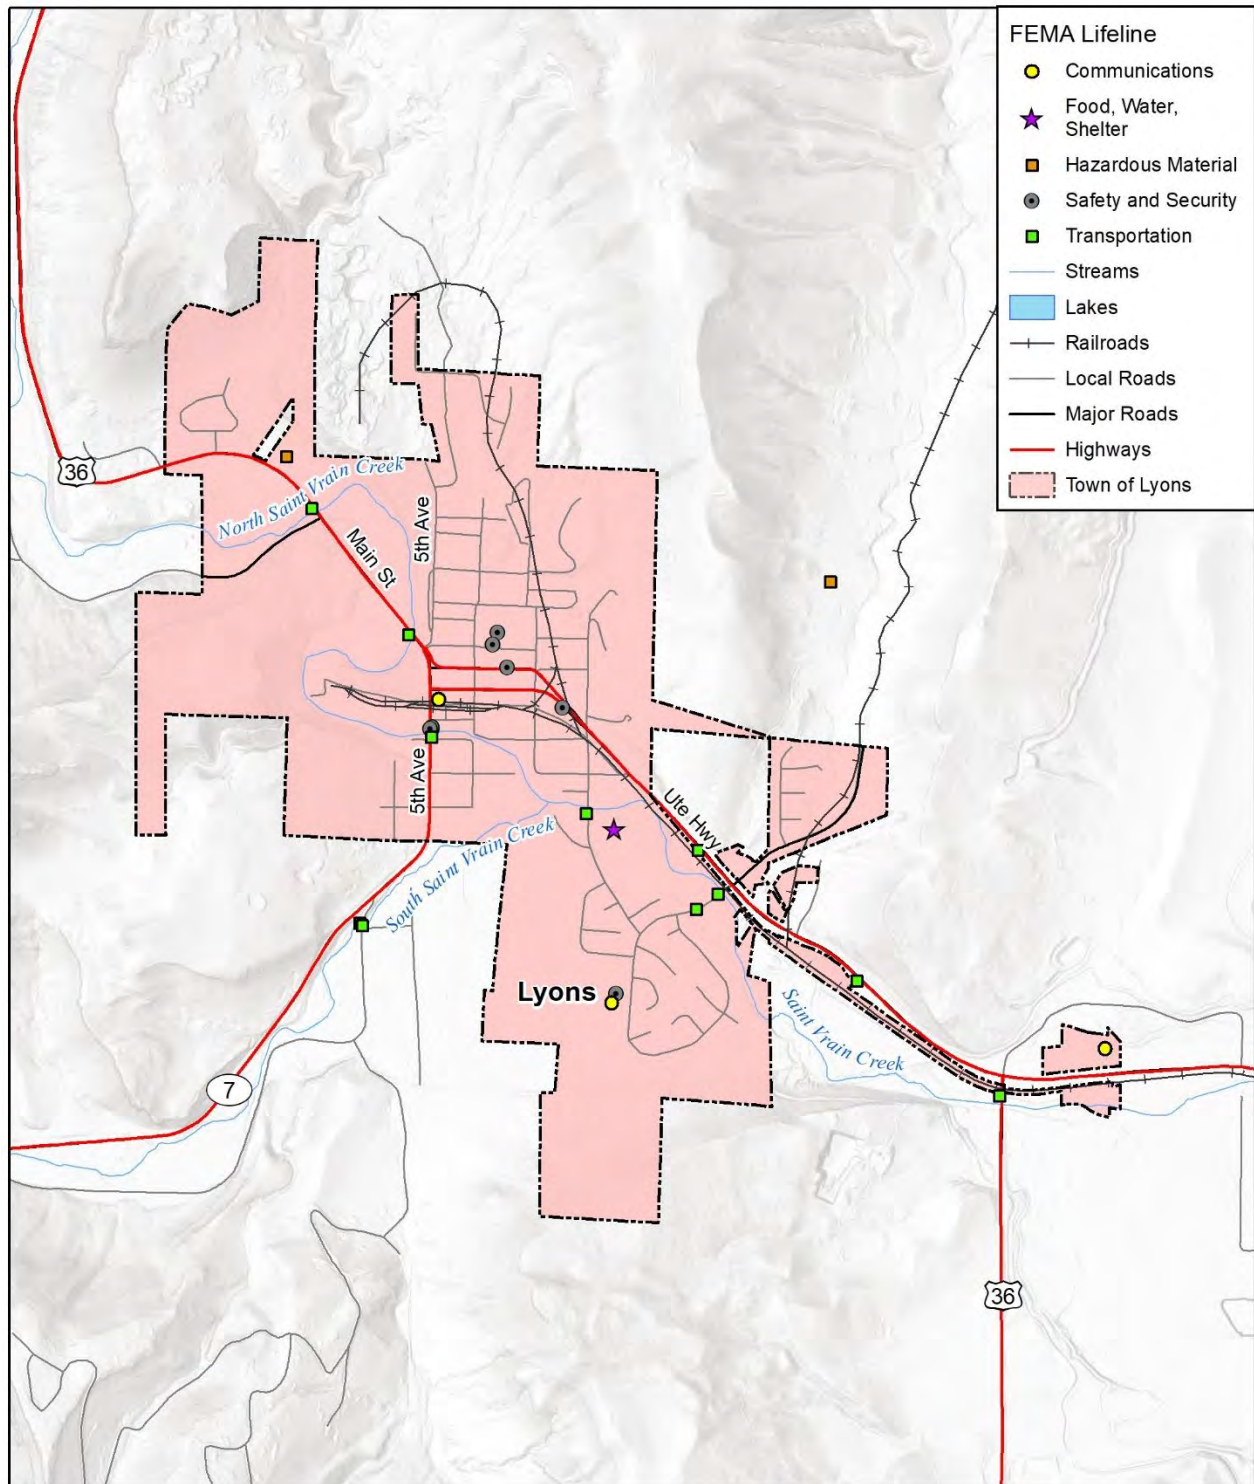 FEMA Lifeline
Communications
Food, Water,
Shelter
Hazardous Material
Safety and Security
Transportation
Streams
Lakes
Railroads
Local Roads
Major Roads
Highways
Town of Lyons
36
North Saint Vrain Creek
5th Ave
Main St
5th Ave
Ute Hwy
South Saint Vrain Creek
Lyons
Saint Vrain Creek
7
36